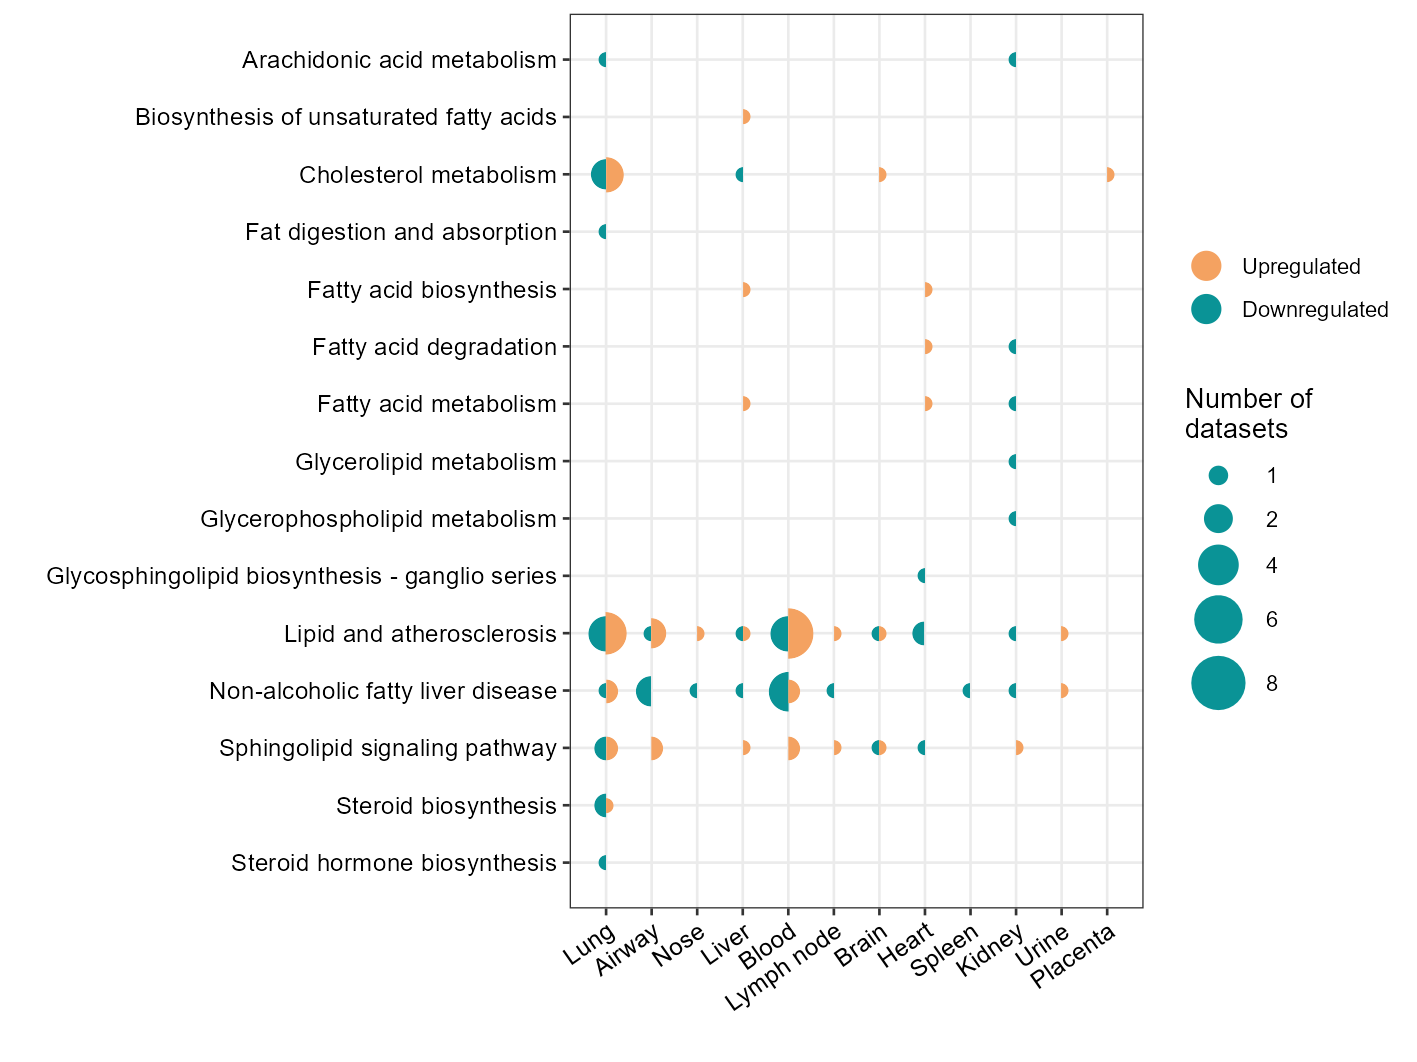 Arachidonic acid metabolism
Biosynthesis of unsaturated fatty acids
Cholesterol metabolism
Fat digestion and absorption
Fatty acid biosynthesis
Fatty acid degradation
Fatty acid metabolism
Glycerolipid metabolism
Glycerophospholipid metabolism
Glycosphingolipid biosynthesis - ganglio series
Lipid and atherosclerosis
Non-alcoholic fatty liver disease
Sphingolipid signaling pathway
Steroid biosynthesis
Steroid hormone biosynthesis
Lung
Airway
Nose
Liver
Blood
Lymph node
Brain
Heart
Spleen
Kidney
Urine
Placenta
Upregulated
Downregulated
Number of
datasets
1
2
4
6
8